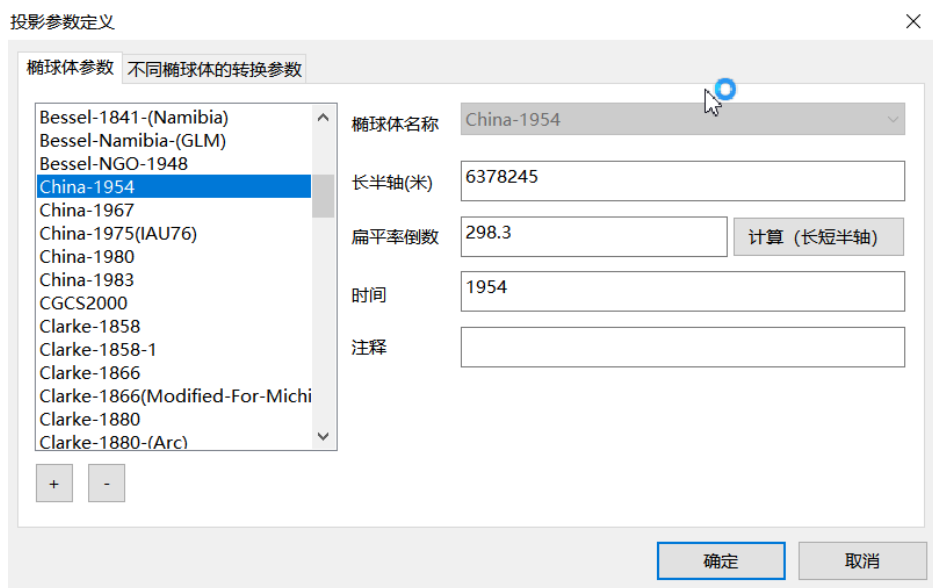 投影参数定义
椭球体参数 不同椭球体的转换参数
Bessel-1841-(Namibia)
Bessel-Namibia-(GLM)
Bessel-NGO-1948
China-1954
China-1967
China-1975(IAU76)
China-1980
China-1983
CGCS2000
Clarke-1858
Clarke-1858-1
Clarke-1866
Clarke-1866(Modified-For-Michi
Clarke-1880
Clarke-1880-(Arc)
+ -
椭球体名称 China-1954
长半轴(米) 6378245
扁平率倒数 298.3 计算（长短半轴）
时间 1954
注释
确定 取消